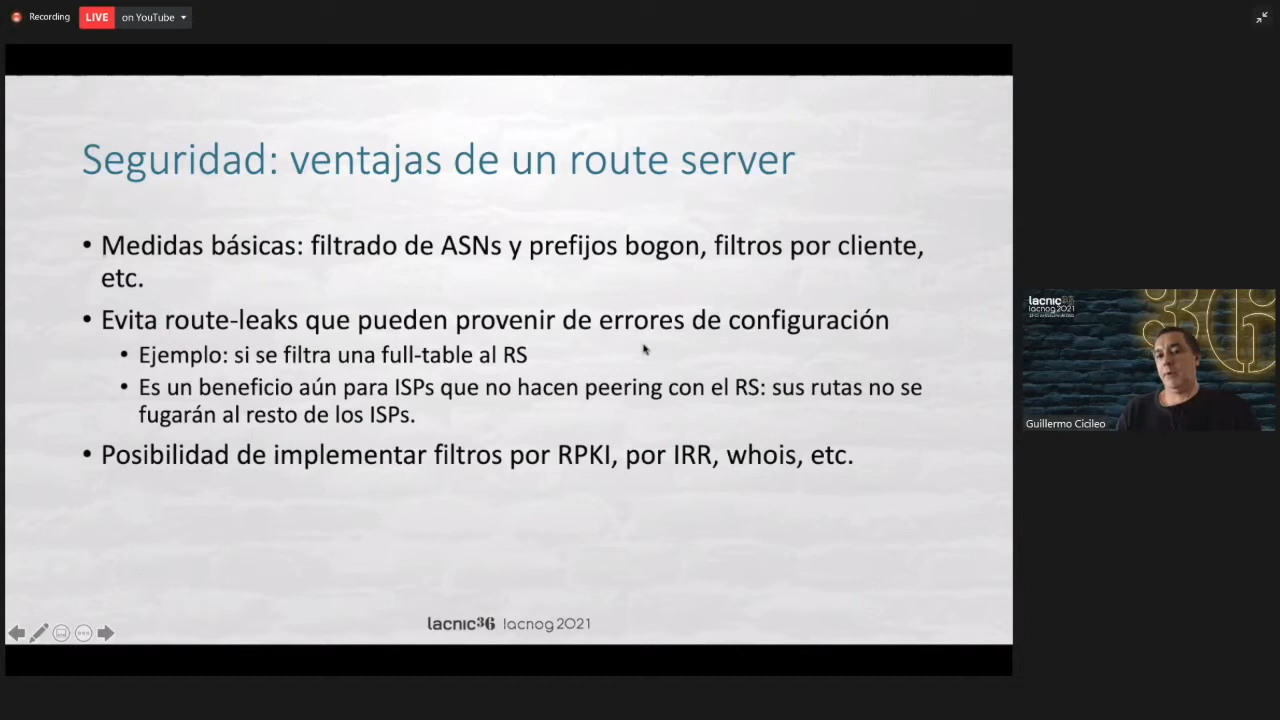 Recording
LIVE
on YouTube
Seguridad: ventajas de un route server
• Medidas básicas: filtrado de ASNs y prefijos bogon, filtros por cliente,
etc.
• Evita route-leaks que pueden provenir de errores de configuración
• Ejemplo: si se filtra una full-table al RS
• Es un beneficio aún para ISPs que no hacen peering con el RS: sus rutas no se
fugarán al resto de los ISPs.
• Posibilidad de implementar filtros por RPKI, por IRR, whois, etc.
lacnic36 lacnog 2021
lacnic36
lacnog 2021
36
Guillermo Cicileo